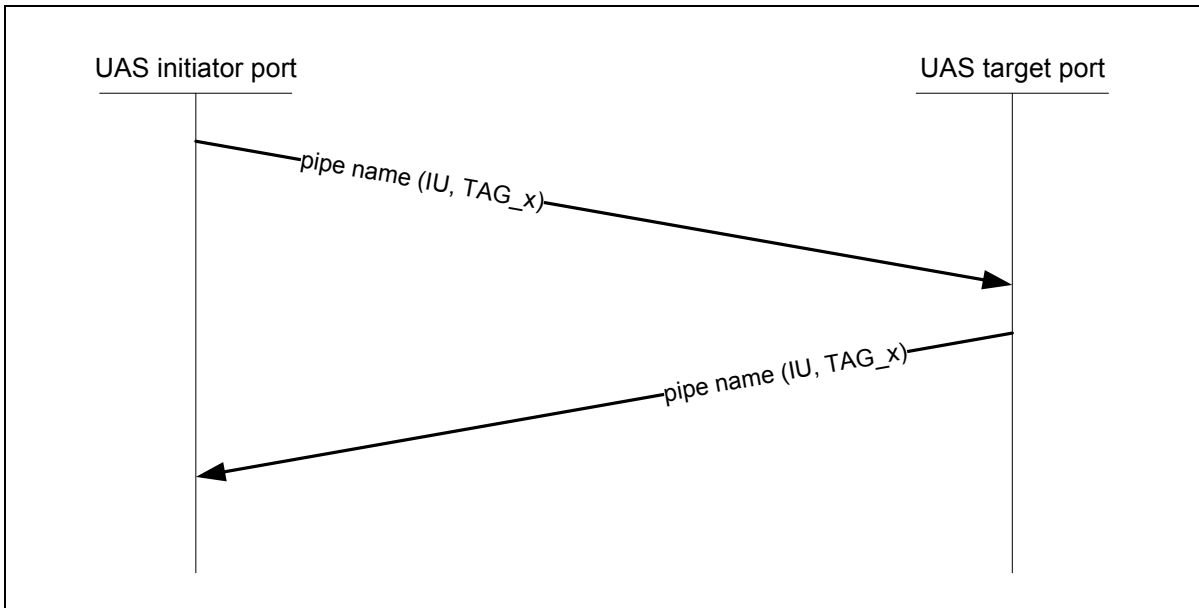 UAS initiator port
UAS target port
pipe name (IU, TAG_x)
pipe name (IU, TAG_x)